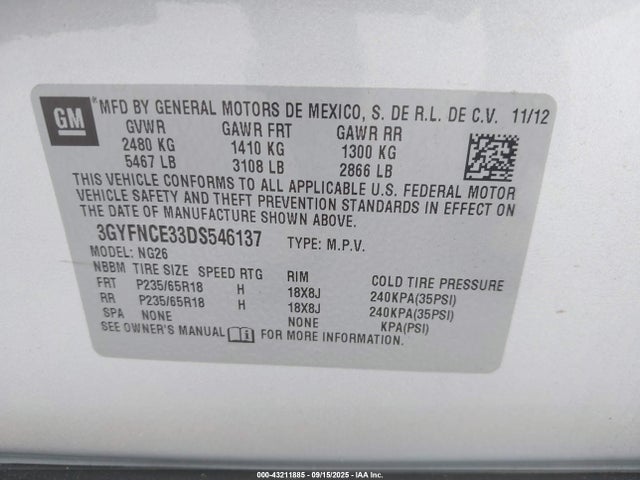 GM
® MFD BY GENERAL MOTORS DE MEXICO, S. DE R.L. DE C.V. 11/12
GVWR GAWR FRT GAWR RR
2480 KG 1410 KG 1300 KG
5467 LB 3108 LB 2866 LB
THIS VEHICLE CONFORMS TO ALL APPLICABLE U.S. FEDERAL MOTOR
VEHICLE SAFETY AND THEFT PREVENTION STANDARDS IN EFFECT ON
THE DATE OF MANUFACTURE SHOWN ABOVE.
3GYFNCE33DS546137 TYPE: M.P.V.
MODEL: NG26
NBBM TIRE SIZE SPEED RTG RIM COLD TIRE PRESSURE
FRT P235/65R18 H 18X8J 240KPA(35PSI)
RR P235/65R18 H 18X8J 240KPA(35PSI)
SPA NONE NONE KPA(PSI)
SEE OWNER'S MANUAL i FOR MORE INFORMATION.
000-43211885 - 09/15/2025 - IAA Inc.